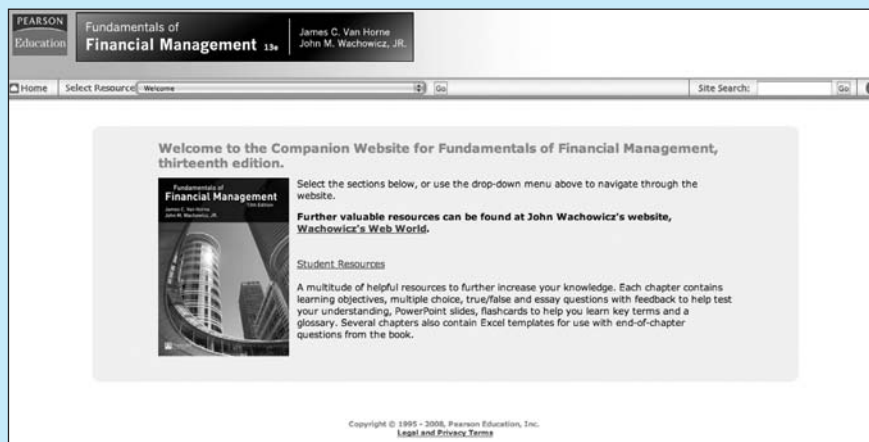 PEARSON
Education
Fundamentals of
Financial Management 13e
James C. Van Horne
John M. Wachowicz, JR.
Home
Select Resource
Welcome
Go
Site Search:
Go
Welcome to the Companion Website for Fundamentals of Financial Management,
thirteenth edition.
Fundamentals of
Financial Management
Thirteenth Edition
James C. Van Horne
John M. Wachowicz, JR.
Select the sections below, or use the drop-down menu above to navigate through the
website.
Further valuable resources can be found at John Wachowicz's website,
Wachowicz's Web World.
Student Resources
A multitude of helpful resources to further increase your knowledge. Each chapter contains
learning objectives, multiple choice, true/false and essay questions with feedback to help test
your understanding, PowerPoint slides, flashcards to help you learn key terms and a
glossary. Several chapters also contain Excel templates for use with end-of-chapter
questions from the book.
Copyright © 1995 - 2008, Pearson Education, Inc.
Legal and Privacy Terms